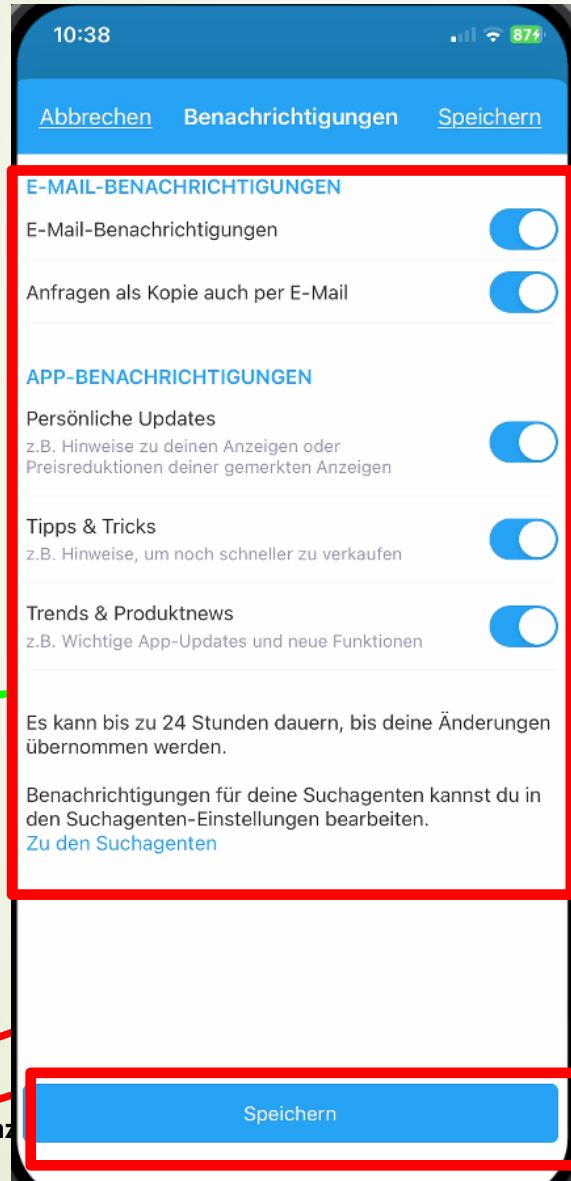 10:38
87
Abbrechen Benachrichtigungen Speichern
E-MAIL-BENACHRICHTIGUNGEN
E-Mail-Benachrichtigungen
Anfragen als Kopie auch per E-Mail
APP-BENACHRICHTIGUNGEN
Persönliche Updates
z.B. Hinweise zu deinen Anzeigen oder
Preisreduktionen deiner gemerkten Anzeigen
Tipps & Tricks
z.B. Hinweise, um noch schneller zu verkaufen
Trends & Produktnews
z.B. Wichtige App-Updates und neue Funktionen
Es kann bis zu 24 Stunden dauern, bis deine Änderungen
übernommen werden.
Benachrichtigungen für deine Suchagenten kannst du in
den Suchagenten-Einstellungen bearbeiten.
Zu den Suchagenten
Speichern